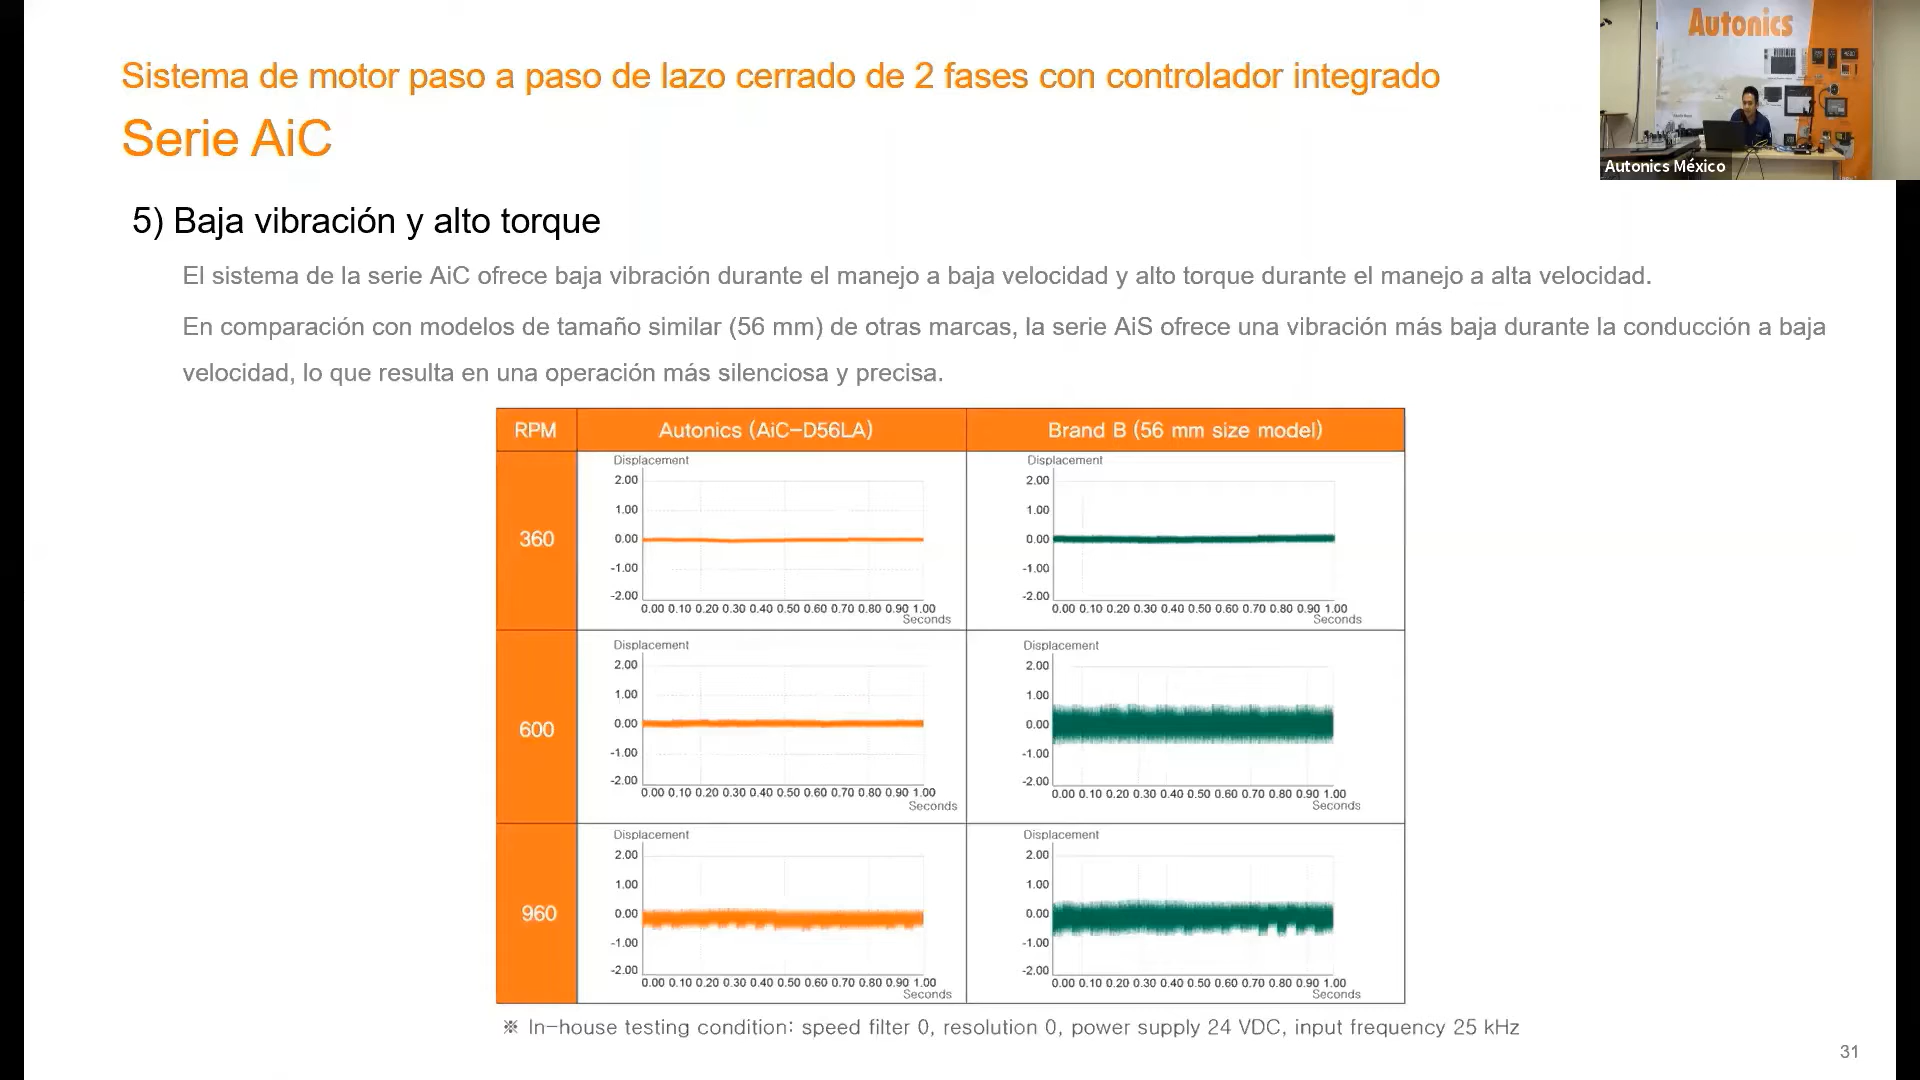 Sistema de motor paso a paso de lazo cerrado de 2 fases con controlador integrado
Serie AiC
Autonics
Autonics México
5) Baja vibración y alto torque
El sistema de la serie AiC ofrece baja vibración durante el manejo a baja velocidad y alto torque durante el manejo a alta velocidad.
En comparación con modelos de tamaño similar (56 mm) de otras marcas, la serie AiS ofrece una vibración más baja durante la conducción a baja
velocidad, lo que resulta en una operación más silenciosa y precisa.
RPM Autonics (AiC-D56LA) Brand B (56 mm size model)
360
Displacement
2.00
1.00
0.00
-1.00
-2.00
0.00 0.10 0.20 0.30 0.40 0.50 0.60 0.70 0.80 0.90 1.00
Seconds
Displacement
2.00
1.00
0.00
-1.00
-2.00
0.00 0.10 0.20 0.30 0.40 0.50 0.60 0.70 0.80 0.90 1.00
Seconds
600
Displacement
2.00
1.00
0.00
-1.00
-2.00
0.00 0.10 0.20 0.30 0.40 0.50 0.60 0.70 0.80 0.90 1.00
Seconds
Displacement
2.00
1.00
0.00
-1.00
-2.00
0.00 0.10 0.20 0.30 0.40 0.50 0.60 0.70 0.80 0.90 1.00
Seconds
960
Displacement
2.00
1.00
0.00
-1.00
-2.00
0.00 0.10 0.20 0.30 0.40 0.50 0.60 0.70 0.80 0.90 1.00
Seconds
Displacement
2.00
1.00
0.00
-1.00
-2.00
0.00 0.10 0.20 0.30 0.40 0.50 0.60 0.70 0.80 0.90 1.00
Seconds
※ In-house testing condition: speed filter 0, resolution 0, power supply 24 VDC, input frequency 25 kHz
31